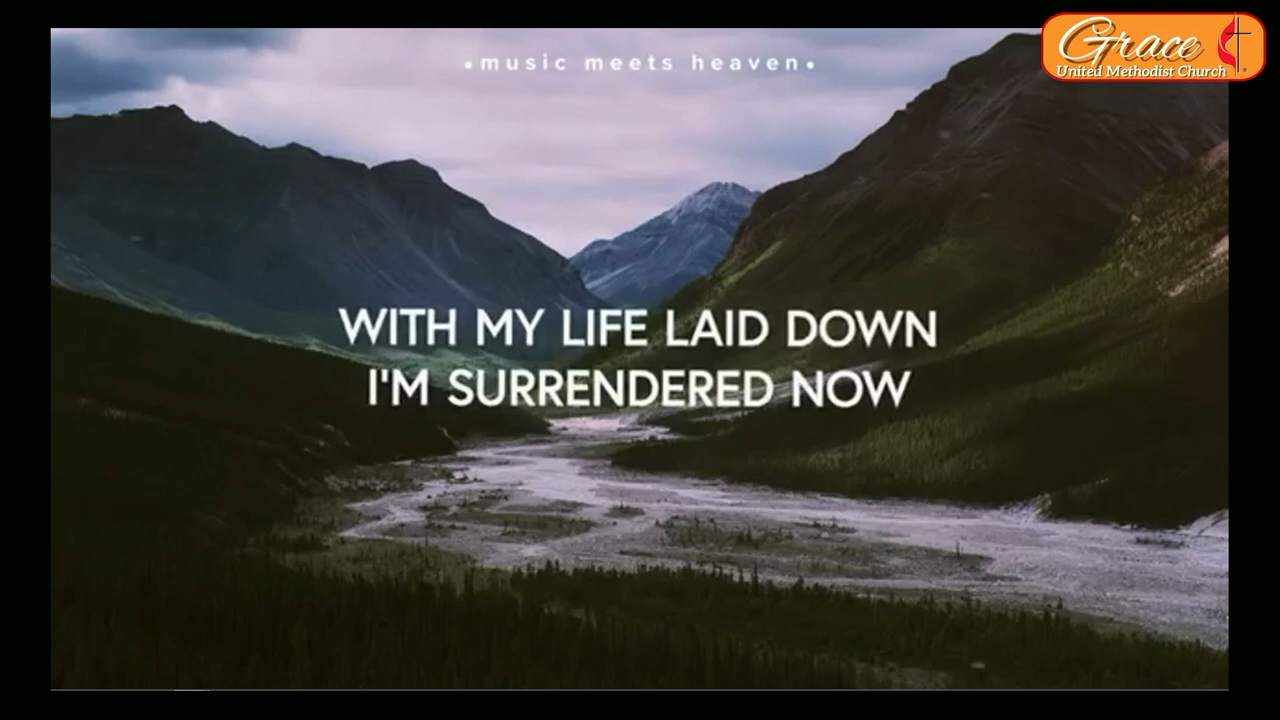 •music meets heaven•
Grace
United Methodist Church
WITH MY LIFE LAID DOWN
I'M SURRENDERED NOW